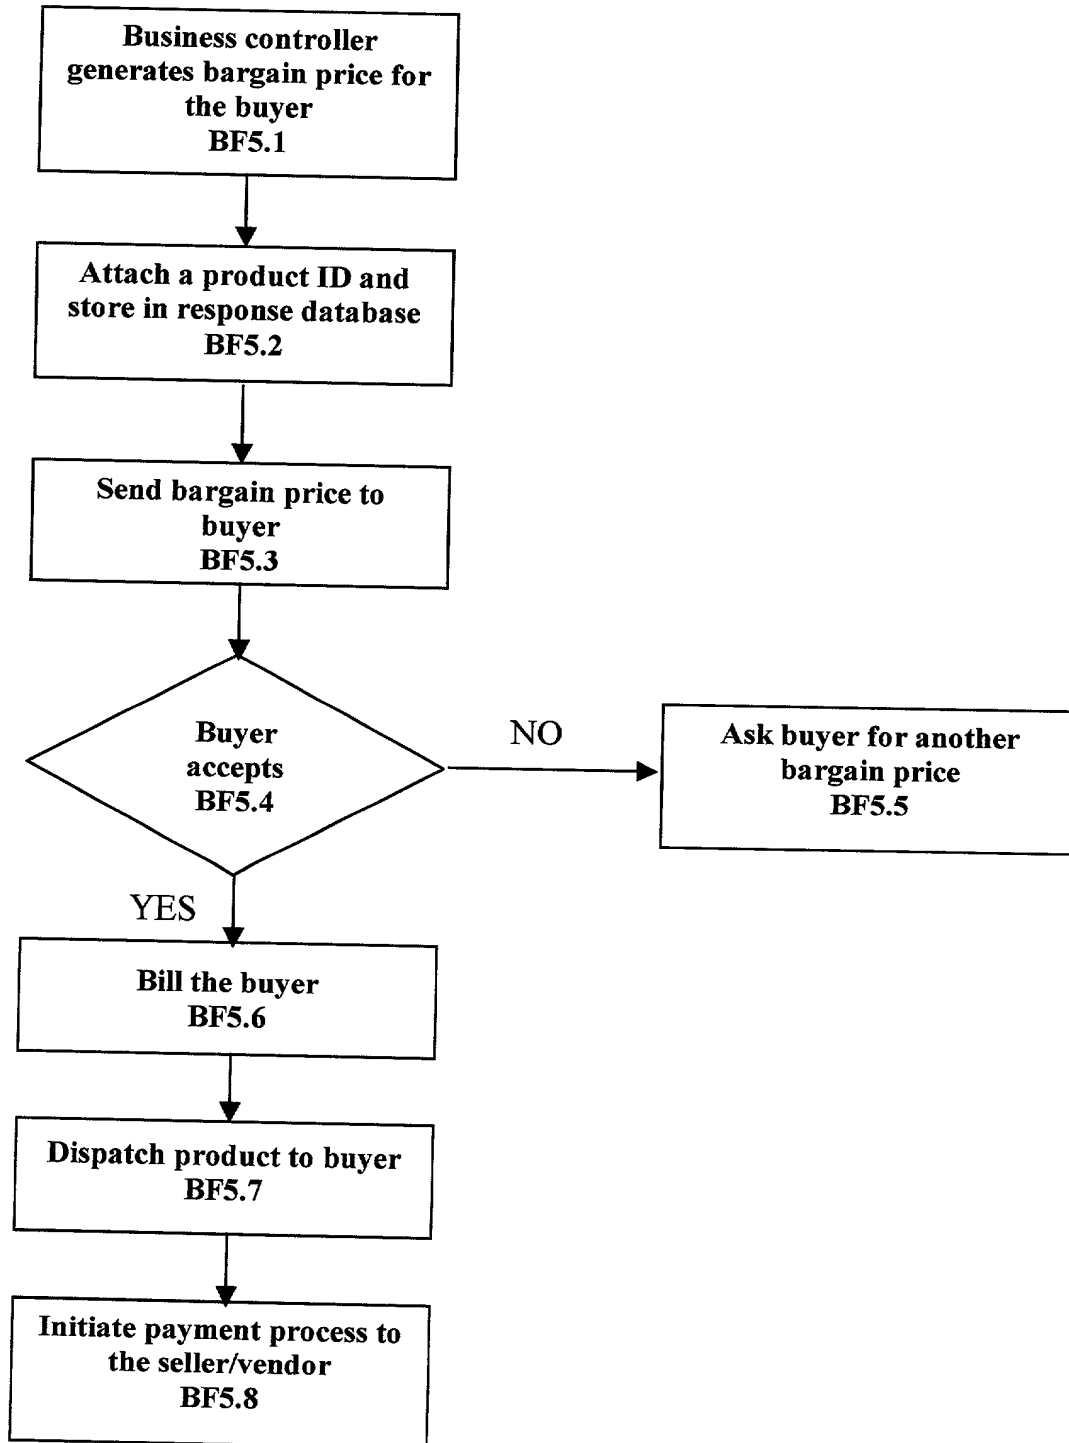 Business controller
generates bargain price for
the buyer
BF5.1
Attach a product ID and
store in response database
BF5.2
Send bargain price to
buyer
BF5.3
Buyer
accepts
BF5.4
NO
Ask buyer for another
bargain price
BF5.5
YES
Bill the buyer
BF5.6
Dispatch product to buyer
BF5.7
Initiate payment process to
the seller/vendor
BF5.8